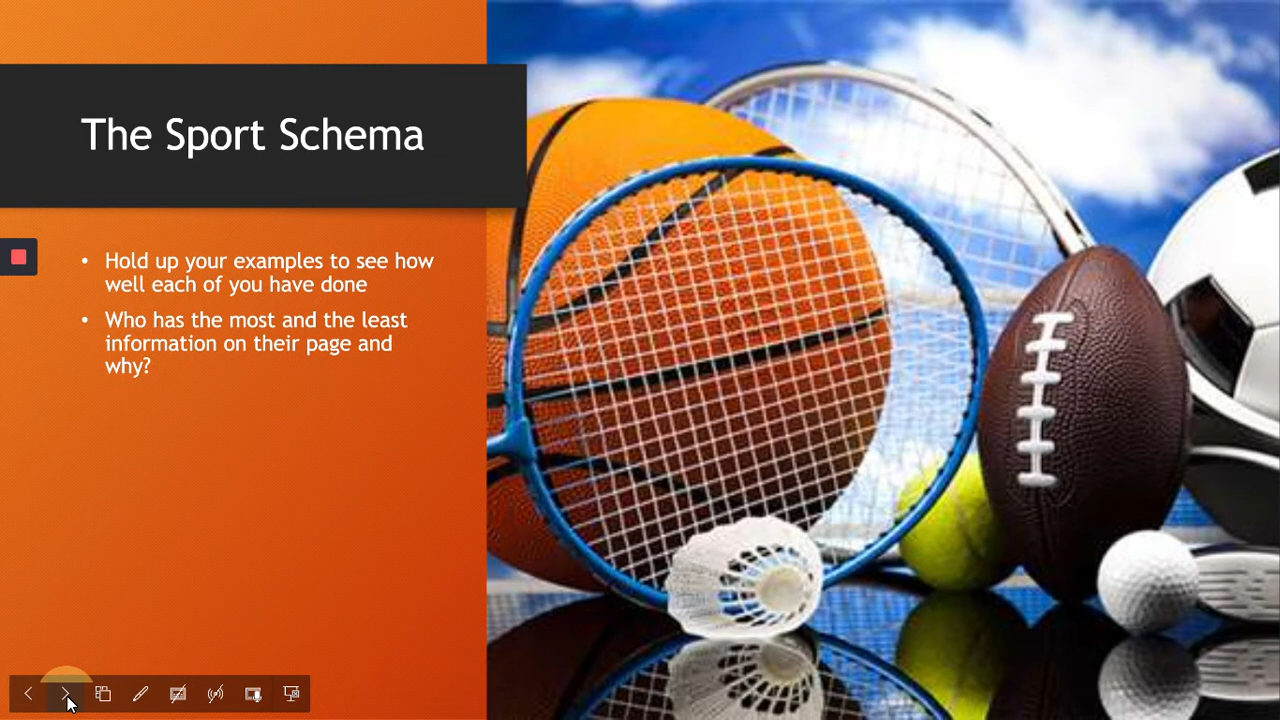 The Sport Schema
• Hold up your examples to see how
well each of you have done
• Who has the most and the least
information on their page and
why?